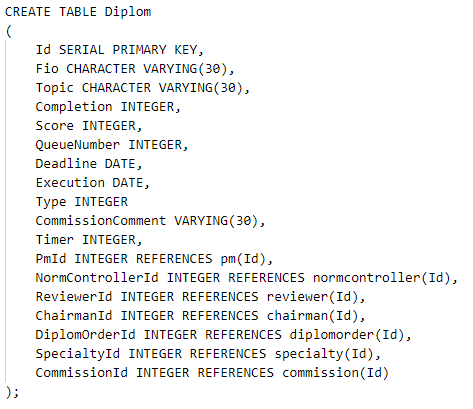 CREATE TABLE Diplom
(
    Id SERIAL PRIMARY KEY,
    Fio CHARACTER VARYING(30),
    Topic CHARACTER VARYING(30),
    Completion INTEGER,
    Score INTEGER,
    QueueNumber INTEGER,
    Deadline DATE,
    Execution DATE,
    Type INTEGER
    CommissionComment VARYING(30),
    Timer INTEGER,
    PmId INTEGER REFERENCES pm(Id),
    NormControllerId INTEGER REFERENCES normcontroller(Id),
    ReviewerId INTEGER REFERENCES reviewer(Id),
    ChairmanId INTEGER REFERENCES chairman(Id),
    DiplomOrderId INTEGER REFERENCES diplomorder(Id),
    SpecialtyId INTEGER REFERENCES specialty(Id),
    CommissionId INTEGER REFERENCES commission(Id)
);